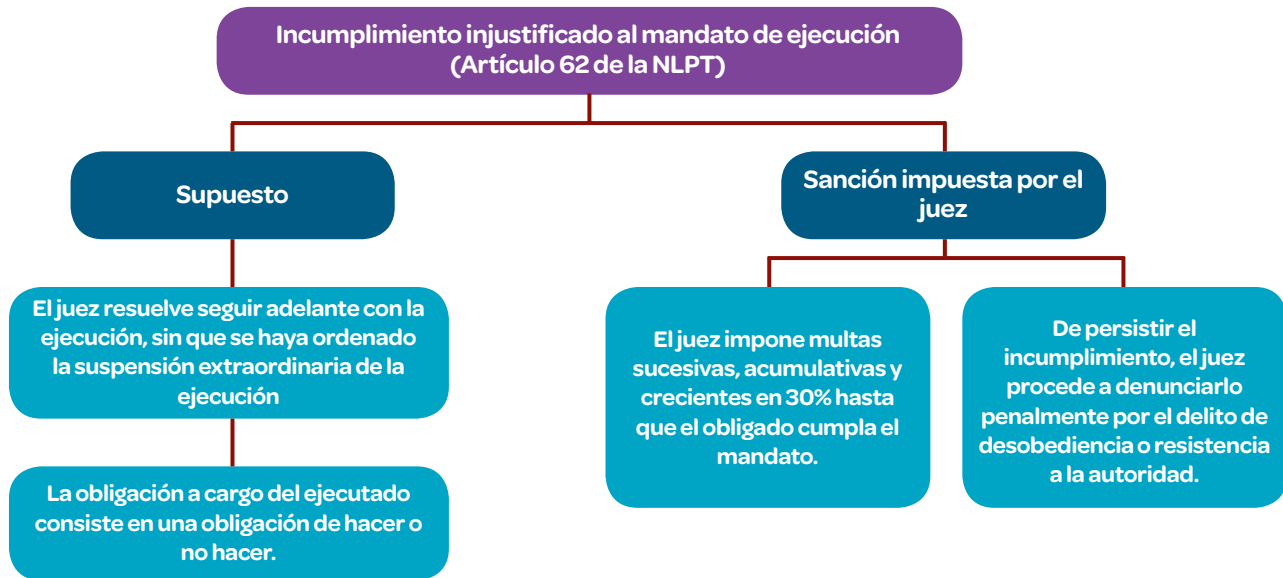 Incumplimiento injustificado al mandato de ejecución
(Artículo 62 de la NLPT)
Supuesto
El juez resuelve seguir adelante con la
ejecución, sin que se haya ordenado
la suspensión extraordinaria de la
ejecución
La obligación a cargo del ejecutado
consiste en una obligación de hacer o
no hacer.
Sanción impuesta por el
juez
El juez impone multas
sucesivas, acumulativas y
crecientes en 30% hasta
que el obligado cumpla el
mandato.
De persistir el
incumplimiento, el juez
procede a denunciarlo
penalmente por el delito de
desobediencia o resistencia
a la autoridad.